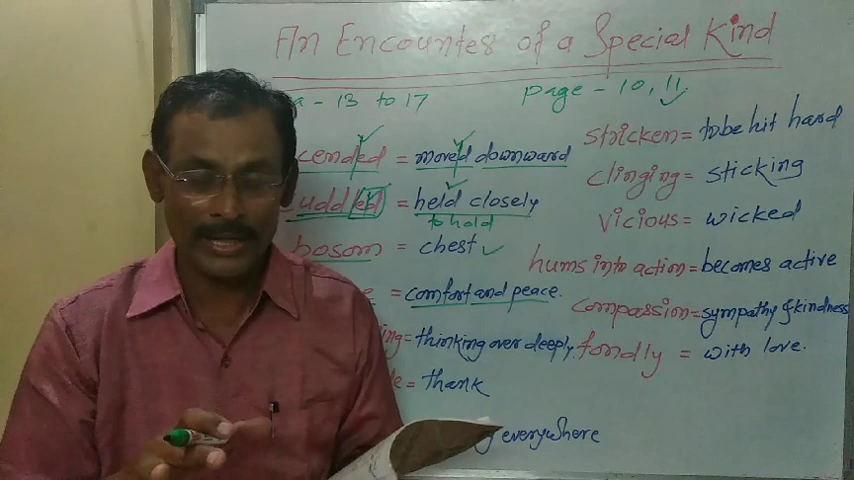 An Encounter of a Special Kind
- 13 to 17
page - 10, 11
cended = moved downward
cuddled = held closely
to hold
bosom = chest
= comfort and peace.
ing = thinking over deeply.
= thank
everywhere
stricken = to be hit hard
clinging = sticking
vicious = wicked
hums into action = becomes active
compassion = sympathy & kindness
fondly = with love.